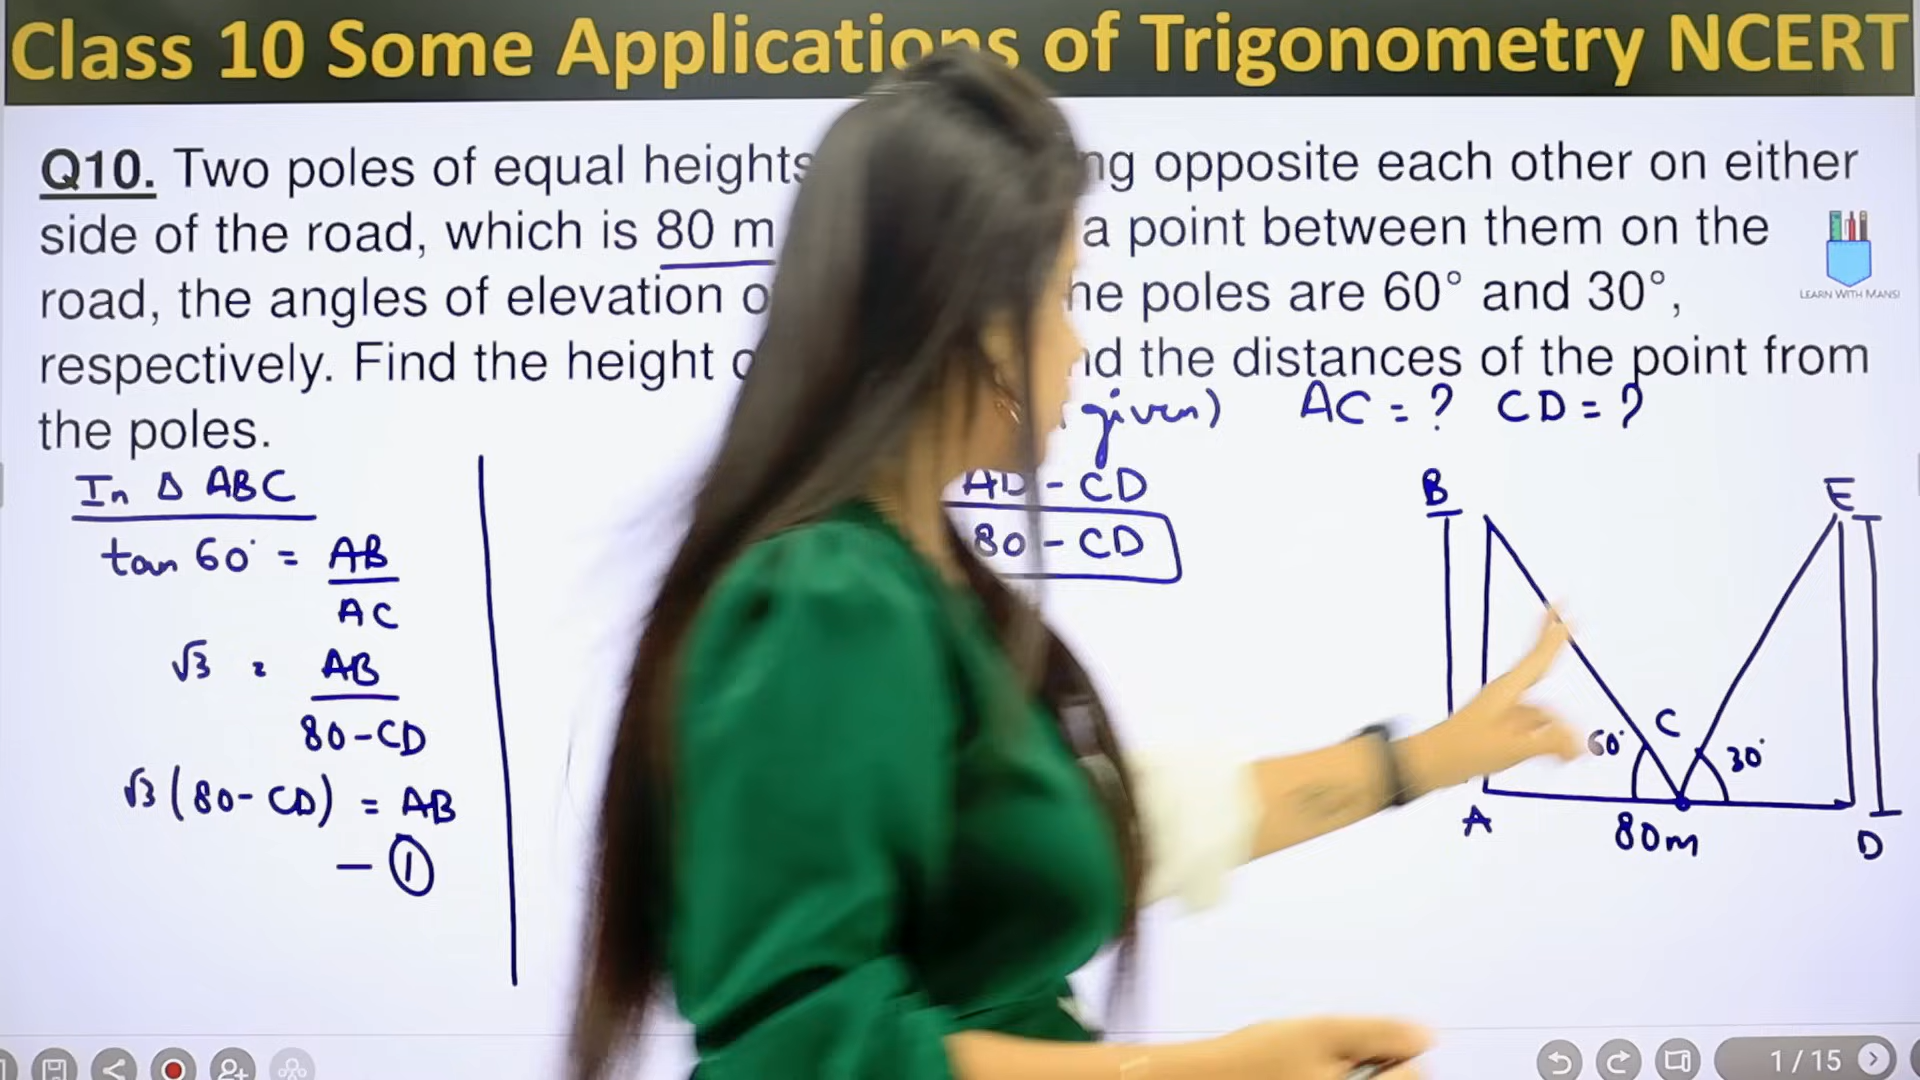 Class 10 Some Applications of Trigonometry NCERT
Q10. Two poles of equal heights opposite each other on either
side of the road, which is 80 m a point between them on the
road, the angles of elevation poles are 60° and 30°,
respectively. Find the height the distances of the point from
the poles.
given) AC = ? CD = ?
LEARN WITH MANSI
In Δ ABC
tan 60° = AB
AC
√3 = AB
80-CD
√3 (80-CD) = AB
- ①
AD - CD
80 - CD
B
E
C
60°
30°
A
80m
D
1 / 15